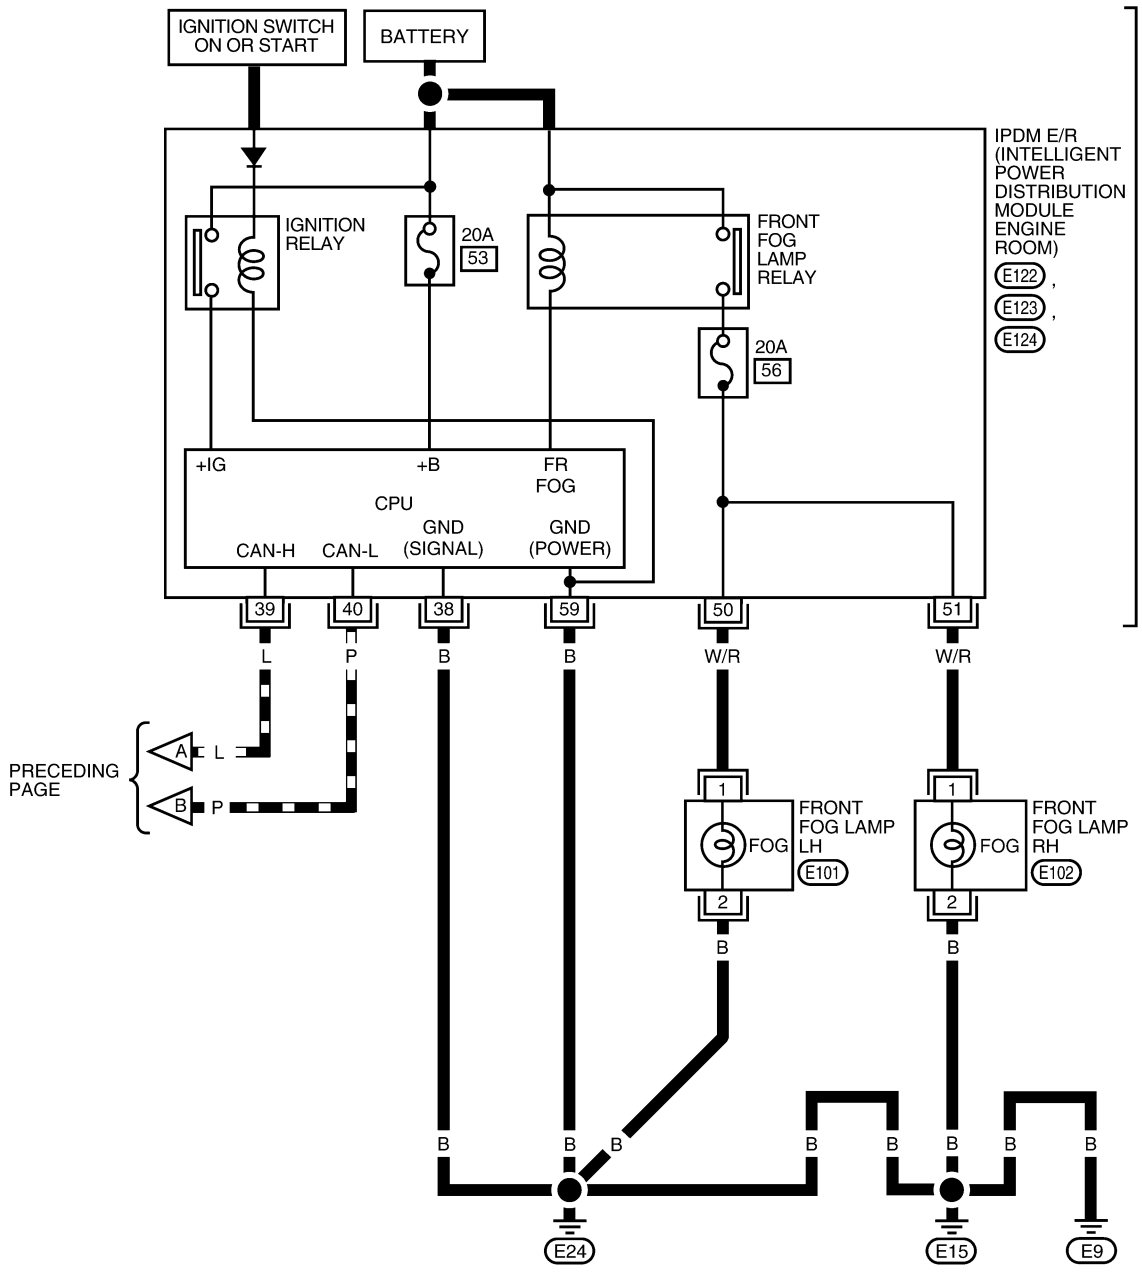 IGNITION SWITCH
ON OR START
BATTERY
IPDM E/R
(INTELLIGENT
POWER
DISTRIBUTION
MODULE
ENGINE
ROOM)
E122 ,
E123 ,
E124
IGNITION
RELAY
20A
53
FRONT
FOG
LAMP
RELAY
20A
56
+IG
+B
FR
FOG
CPU
CAN-H
CAN-L
GND
(SIGNAL)
GND
(POWER)
39
40
38
59
50
51
L
P
B
B
W/R
W/R
PRECEDING
PAGE
A
L
B
P
1
FOG
2
FRONT
FOG LAMP
LH
E101
1
FOG
2
FRONT
FOG LAMP
RH
E102
B
B
B
B
B
B
B
B
B
B
E24
E15
E9